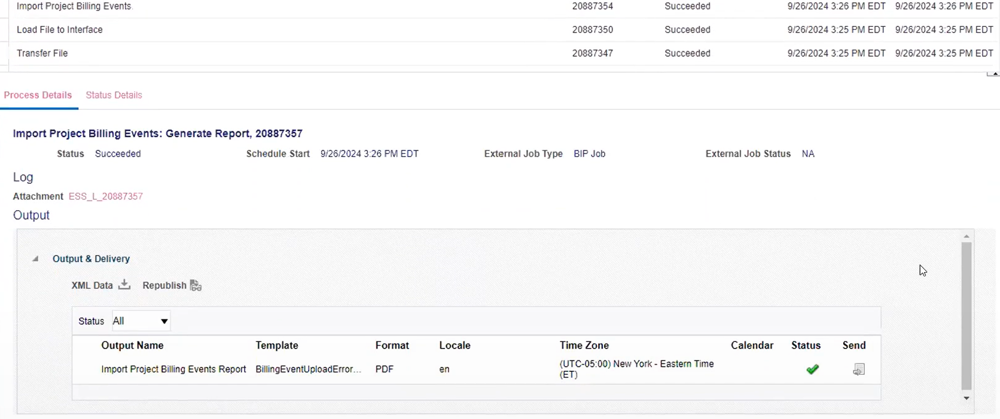 Import Project Billing Events. 20887354 Succeeded 9/26/2024 3:26 PM EDT 9/26/2024 3:26 PM EDT
Load File to Interface 20887350 Succeeded 9/26/2024 3:25 PM EDT 9/26/2024 3:25 PM EDT
Transfer File 20887347 Succeeded 9/26/2024 3:25 PM EDT 9/26/2024 3:25 PM EDT
Process Details Status Details
Import Project Billing Events: Generate Report, 20887357
Status Succeeded Schedule Start 9/26/2024 3:26 PM EDT External Job Type BIP Job External Job Status NA
Log
Attachment ESS_L_20887357
Output
Output & Delivery
XML Data Republish
Status All
Output Name Template Format Locale Time Zone Calendar Status Send
Import Project Billing Events Report BillingEventUploadError... PDF en (UTC-05:00) New York - Eastern Time
(ET)